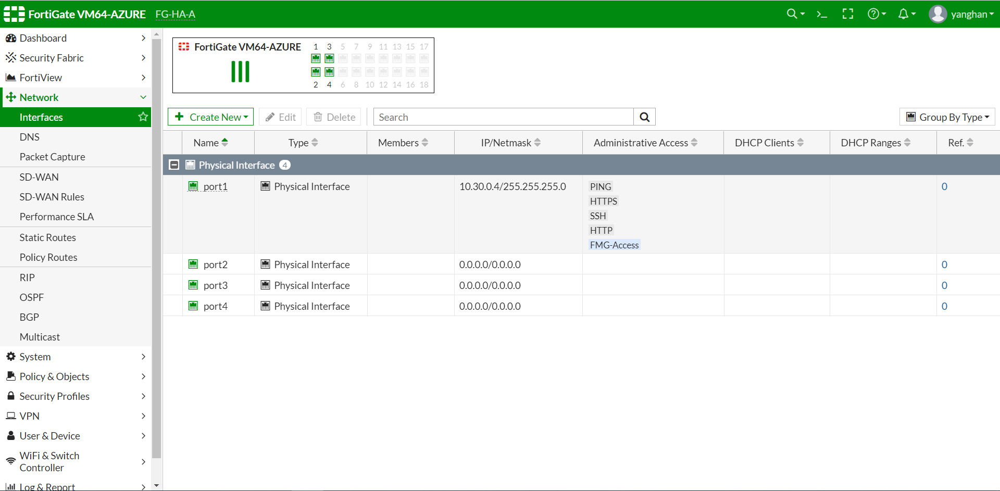 FortiGate VM64-AZURE FG-HA-A yanghan
Dashboard
Security Fabric
FortiView
Network
Interfaces
DNS
Packet Capture
SD-WAN
SD-WAN Rules
Performance SLA
Static Routes
Policy Routes
RIP
OSPF
BGP
Multicast
System
Policy & Objects
Security Profiles
VPN
User & Device
WiFi & Switch
Controller
Log & Report
FortiGate VM64-AZURE
1 3 5 7 9 11 13 15 17
2 4 6 8 10 12 14 16 18
Create New Edit Delete Search Group By Type
Name Type Members IP/Netmask Administrative Access DHCP Clients DHCP Ranges Ref.
Physical Interface 4
port1 Physical Interface 10.30.0.4/255.255.255.0 PING 0
HTTPS
SSH
HTTP
FMG-Access
port2 Physical Interface 0.0.0.0/0.0.0.0 0
port3 Physical Interface 0.0.0.0/0.0.0.0 0
port4 Physical Interface 0.0.0.0/0.0.0.0 0